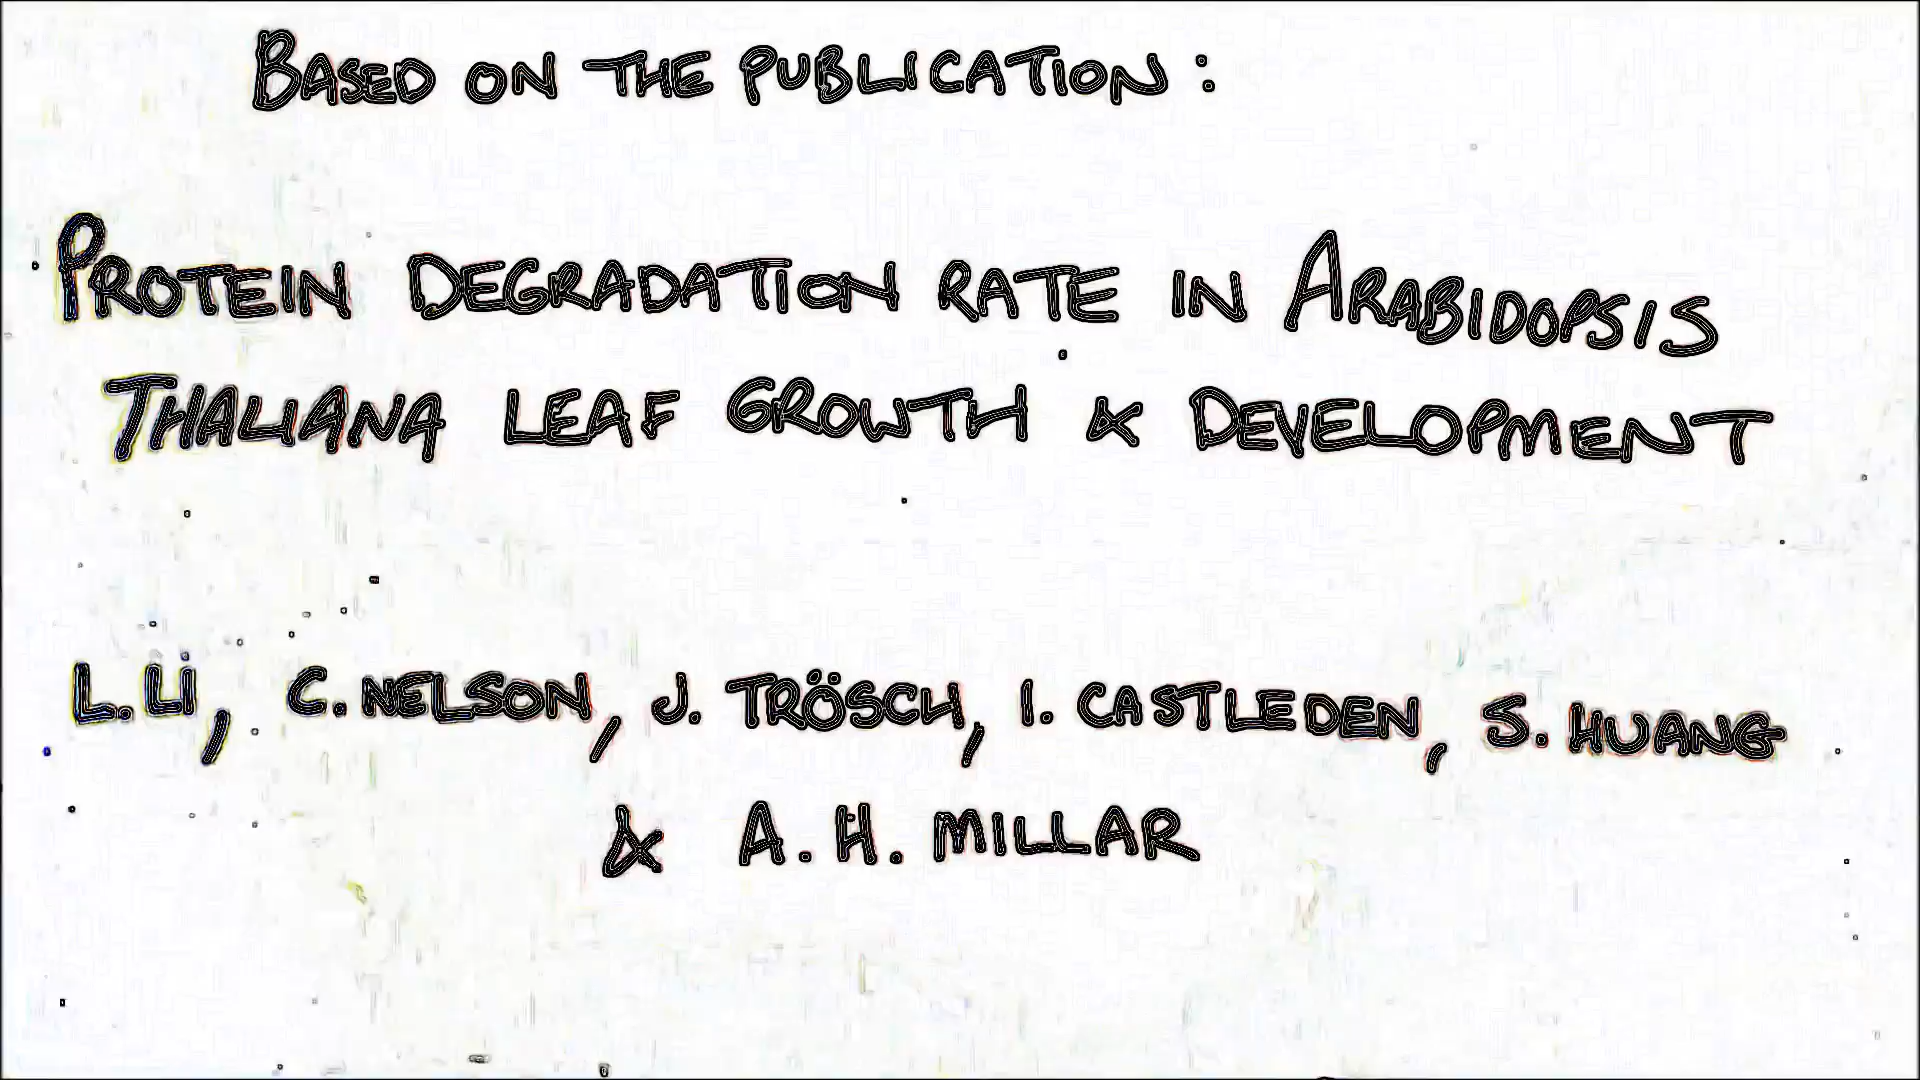 BASED ON THE PUBLICATION :
PROTEIN DEGRADATION RATE IN ARABIDOPSIS
THALIANA LEAF GROWTH & DEVELOPMENT
L. Li, C. NELSON, J. TRÖSCH, I. CASTLEDEN, S. HUANG
& A. H. MILLAR